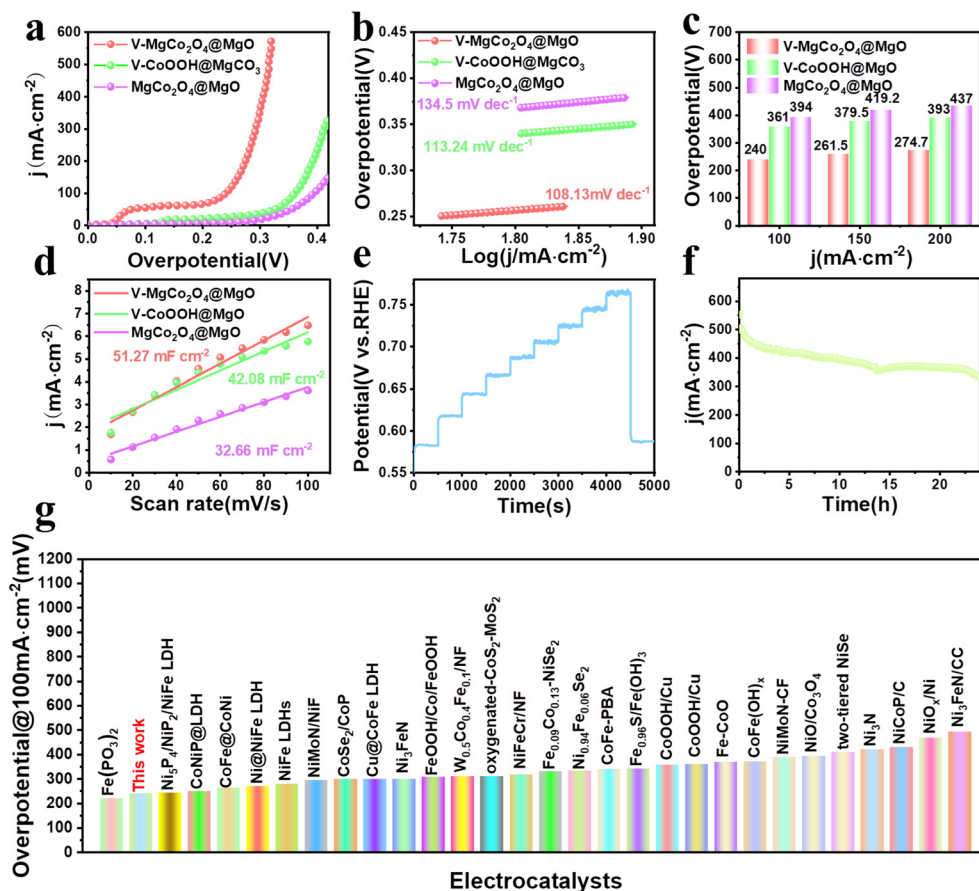 a
j (mA·cm⁻²)
600
500
400
300
200
100
0
V-MgCo₂O₄@MgO
V-CoOOH@MgCO₃
MgCo₂O₄@MgO
0.0 0.1 0.2 0.3 0.4
Overpotential(V)
b
Overpotential(V)
0.45
0.40
0.35
0.30
0.25
V-MgCo₂O₄@MgO
V-CoOOH@MgCO₃
MgCo₂O₄@MgO
134.5 mV dec⁻¹
113.24 mV dec⁻¹
108.13mV dec⁻¹
1.75 1.80 1.85 1.90
Log(j/mA·cm⁻²)
c
Overpotential(V)
750
600
450
300
150
0
V-MgCo₂O₄@MgO
V-CoOOH@MgO
MgCo₂O₄@MgO
240 361 394
261.5 379.5 419.2
274.7 393 437
100 150 200
j(mA·cm⁻²)
d
j (mA·cm⁻²)
8
7
6
5
4
3
2
1
0
V-MgCo₂O₄@MgO
V-CoOOH@MgO
MgCo₂O₄@MgO
51.27 mF cm⁻²
42.08 mF cm⁻²
32.66 mF cm⁻²
20 40 60 80 100
Scan rate(mV/s)
e
Potential(V vs.RHE)
0.75
0.70
0.65
0.60
0.55
0 1000 2000 3000 4000 5000
Time(s)
f
j(mA·cm⁻²)
600
500
400
300
200
100
0
0 5 10 15 20
Time(h)
g
Overpotential@100mA·cm⁻²(mV)
1200
1100
1000
900
800
700
600
500
400
300
200
100
0
Fe(PO₃)₂
This work
Ni₅P₄/NiP₂/NiFe LDH
CoNiP@LDH
CoFe@CoNi
Ni@NiFe LDH
NiFe LDHs
NiMoN/NiF
CoSe₂/CoP
Cu@CoFe LDH
Ni₃FeN
FeOOH/Co/FeOOH
W₀.₅Co₀.₄Fe₀.₁/NF
oxygenated-CoS₂-MoS₂
NiFeCr/NF
Fe₀.₀₉Co₀.₁₃-NiSe₂
Ni₀.₉₄Fe₀.₀₆Se₂
CoFe-PBA
Fe₀.₉₆S/Fe(OH)₃
CoOOH/Cu
CoOOH/Cu
Fe-CoO
CoFe(OH)ₓ
NiMoN-CF
NiO/Co₃O₄
two-tiered NiSe
Ni₃N
NiCoP/C
NiOₓ/Ni
Ni₃FeN/CC
Electrocatalysts